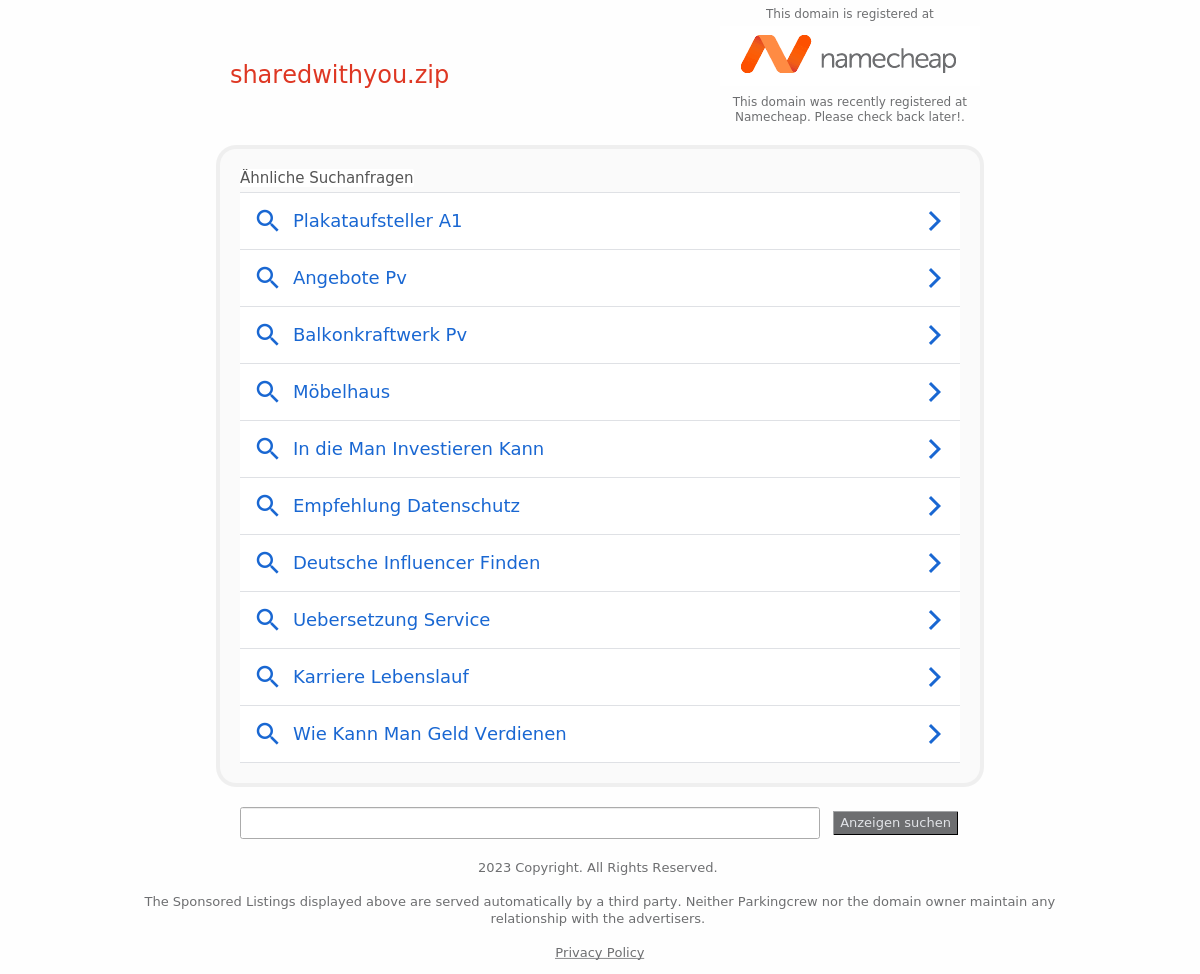 This domain is registered at
namecheap
sharedwithyou.zip
This domain was recently registered at
Namecheap. Please check back later!.
Ähnliche Suchanfragen
Plakataufsteller A1
Angebote Pv
Balkonkraftwerk Pv
Möbelhaus
In die Man Investieren Kann
Empfehlung Datenschutz
Deutsche Influencer Finden
Uebersetzung Service
Karriere Lebenslauf
Wie Kann Man Geld Verdienen
Anzeigen suchen
2023 Copyright. All Rights Reserved.
The Sponsored Listings displayed above are served automatically by a third party. Neither Parkingcrew nor the domain owner maintain any
relationship with the advertisers.
Privacy Policy